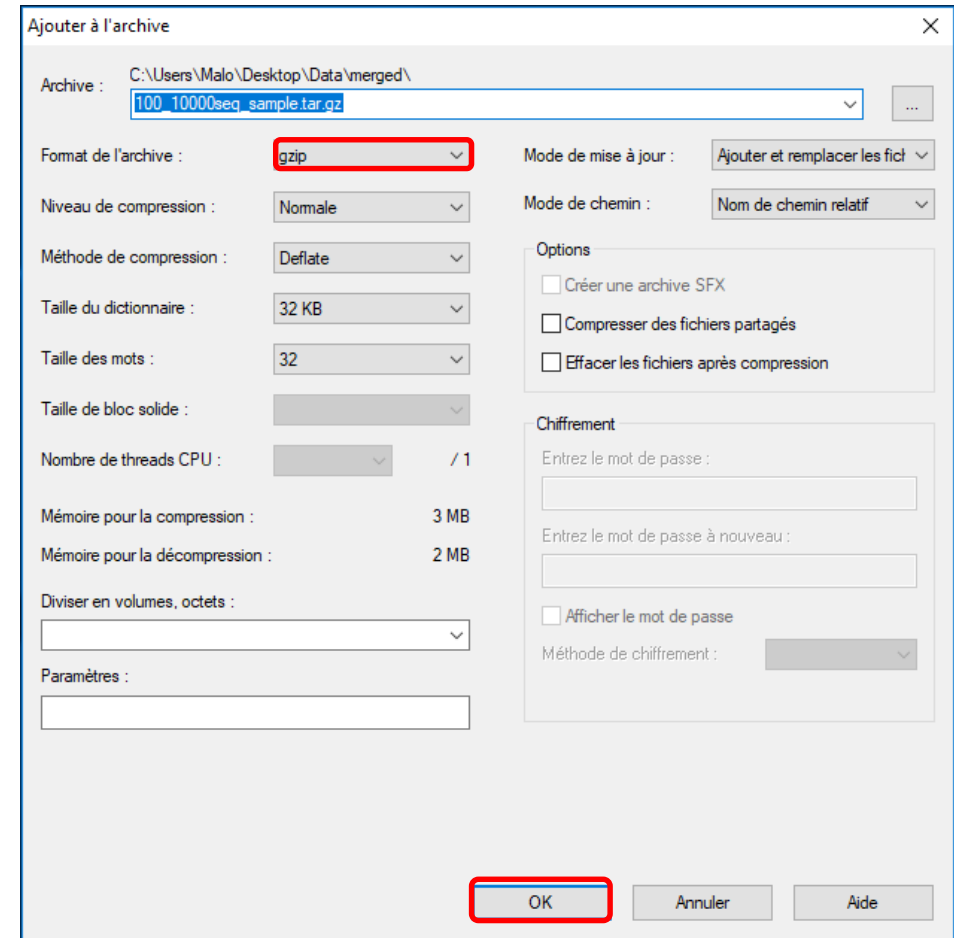 Ajouter à l'archive
Archive :
C:\Users\Malo\Desktop\Data\merged\
100_10000seq_sample.tar.gz
...
Format de l'archive :
gzip
Niveau de compression :
Normale
Méthode de compression :
Deflate
Taille du dictionnaire :
32 KB
Taille des mots :
32
Taille de bloc solide :
Nombre de threads CPU :
/ 1
Mémoire pour la compression :
3 MB
Mémoire pour la décompression :
2 MB
Diviser en volumes, octets :
Paramètres :
Mode de mise à jour :
Ajouter et remplacer les fich
Mode de chemin :
Nom de chemin relatif
Options
Créer une archive SFX
Compresser des fichiers partagés
Effacer les fichiers après compression
Chiffrement
Entrez le mot de passe :
Entrez le mot de passe à nouveau :
Afficher le mot de passe
Méthode de chiffrement :
OK
Annuler
Aide